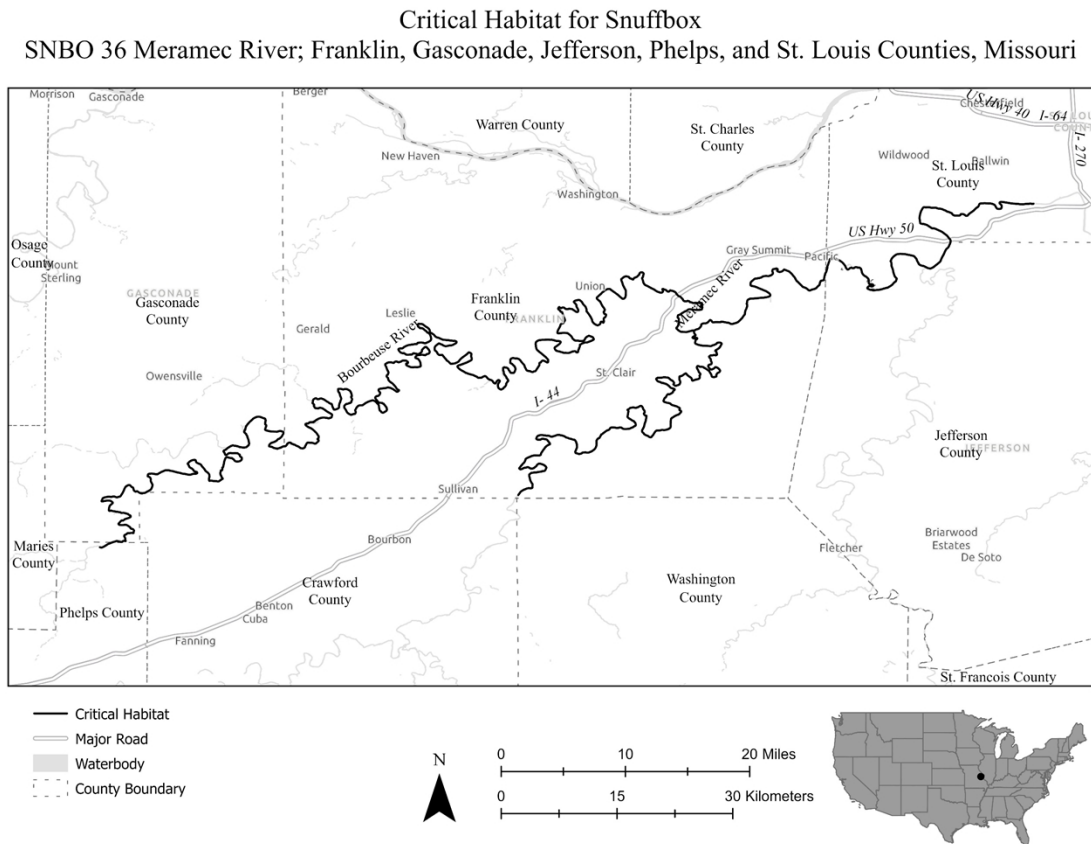 Critical Habitat for Snuffbox
SNBO 36 Meramec River; Franklin, Gasconade, Jefferson, Phelps, and St. Louis Counties, Missouri
Morrison
Gasconade
Berger
Warren County
St. Charles
County
US Hwy 40
Chesterfield
I- 64
I- 270
New Haven
Washington
Wildwood
Ballwin
St. Louis
County
US Hwy 50
Osage
County
Mount
Sterling
GASCONADE
Gasconade
County
Gray Summit
Pacific
Union
Meramec River
Franklin
County
FRANKLIN
Leslie
Gerald
Bourbeuse River
Owensville
St. Clair
I- 44
Jefferson
County
JEFFERSON
Sullivan
Bourbon
Maries
County
Phelps County
Fanning
Cuba
Benton
Crawford
County
Washington
County
Fletcher
Briarwood
Estates
De Soto
St. Francois County
Critical Habitat
Major Road
Waterbody
County Boundary
N
0 10 20 Miles
0 15 30 Kilometers